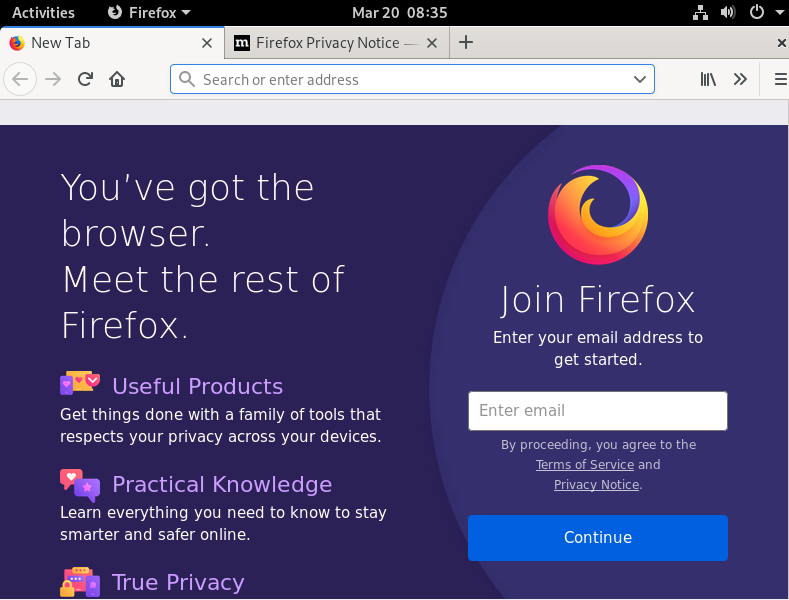 Activities Firefox Mar 20 08:35
New Tab Firefox Privacy Notice —
Search or enter address
You’ve got the
browser.
Meet the rest of
Firefox.
Useful Products
Get things done with a family of tools that
respects your privacy across your devices.
Practical Knowledge
Learn everything you need to know to stay
smarter and safer online.
True Privacy
Join Firefox
Enter your email address to
get started.
Enter email
By proceeding, you agree to the
Terms of Service and
Privacy Notice.
Continue